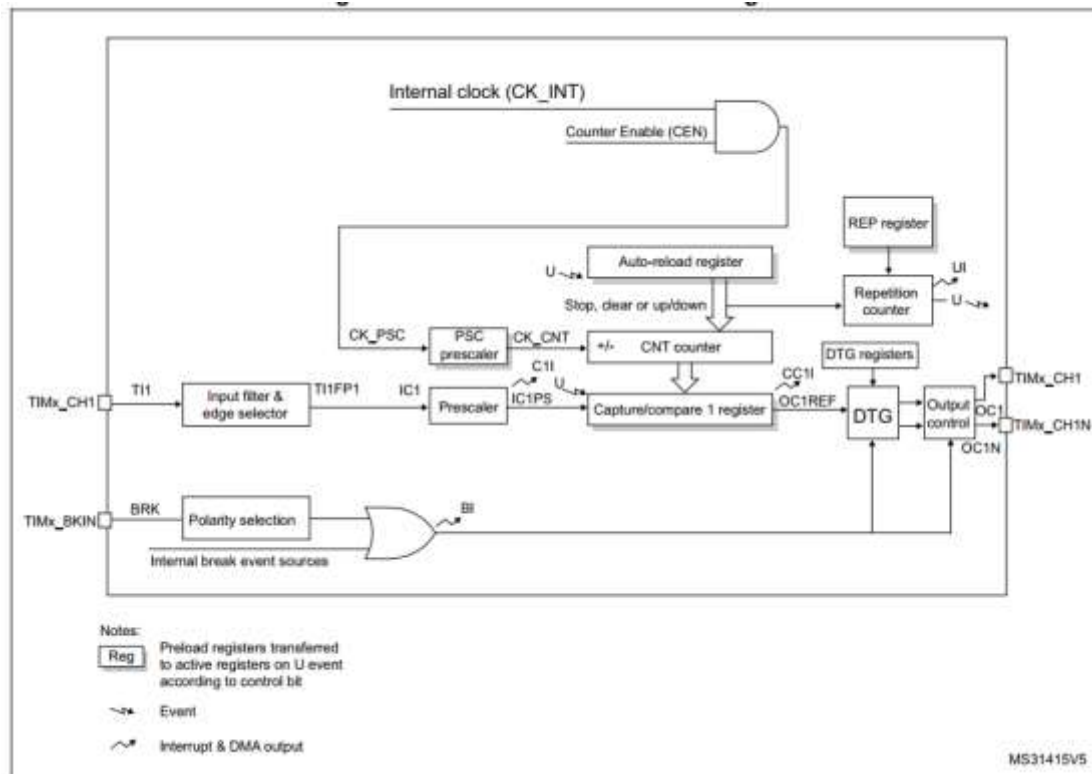 Internal clock (CK_INT)
Counter Enable (CEN)
REP register
U
Auto-reload register
UI
Stop, clear or up/down
Repetition
counter
U
CK_PSC
PSC
prescaler
CK_CNT
+/-
CNT counter
DTG registers
C1I
CC1I
TIMx_CH1
TI1
Input filter &
edge selector
TI1FP1
IC1
Prescaler
IC1PS
U
Capture/compare 1 register
OC1REF
DTG
Output
control
OC1
TIMx_CH1
TIMx_CH1N
OC1N
TIMx_BKIN
BRK
Polarity selection
BI
Internal break event sources
Notes:
Reg
Preload registers transferred
to active registers on U event
according to control bit
Event
Interrupt & DMA output
MS31415V5